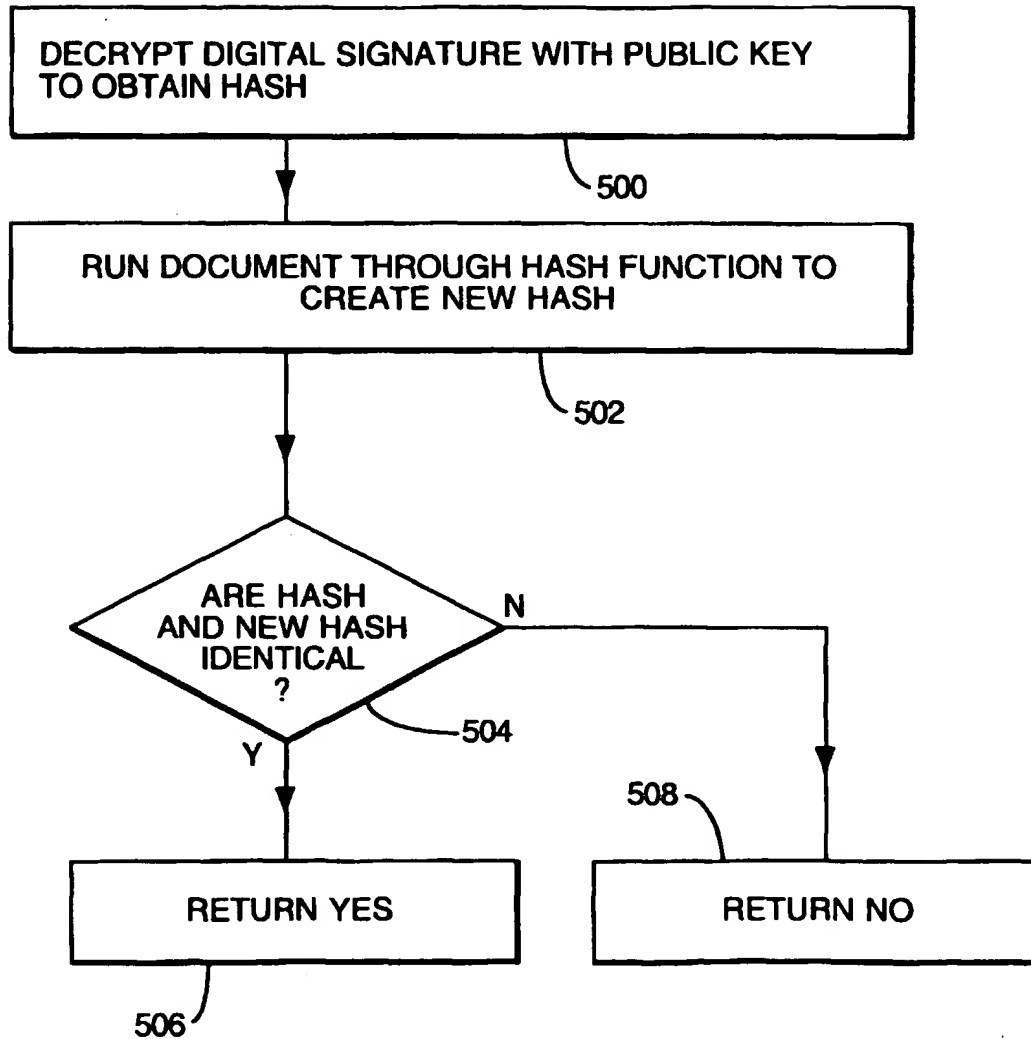 DECRYPT DIGITAL SIGNATURE WITH PUBLIC KEY
TO OBTAIN HASH
500
RUN DOCUMENT THROUGH HASH FUNCTION TO
CREATE NEW HASH
502
ARE HASH
AND NEW HASH
IDENTICAL
?
N
504
Y
508
RETURN YES
RETURN NO
506